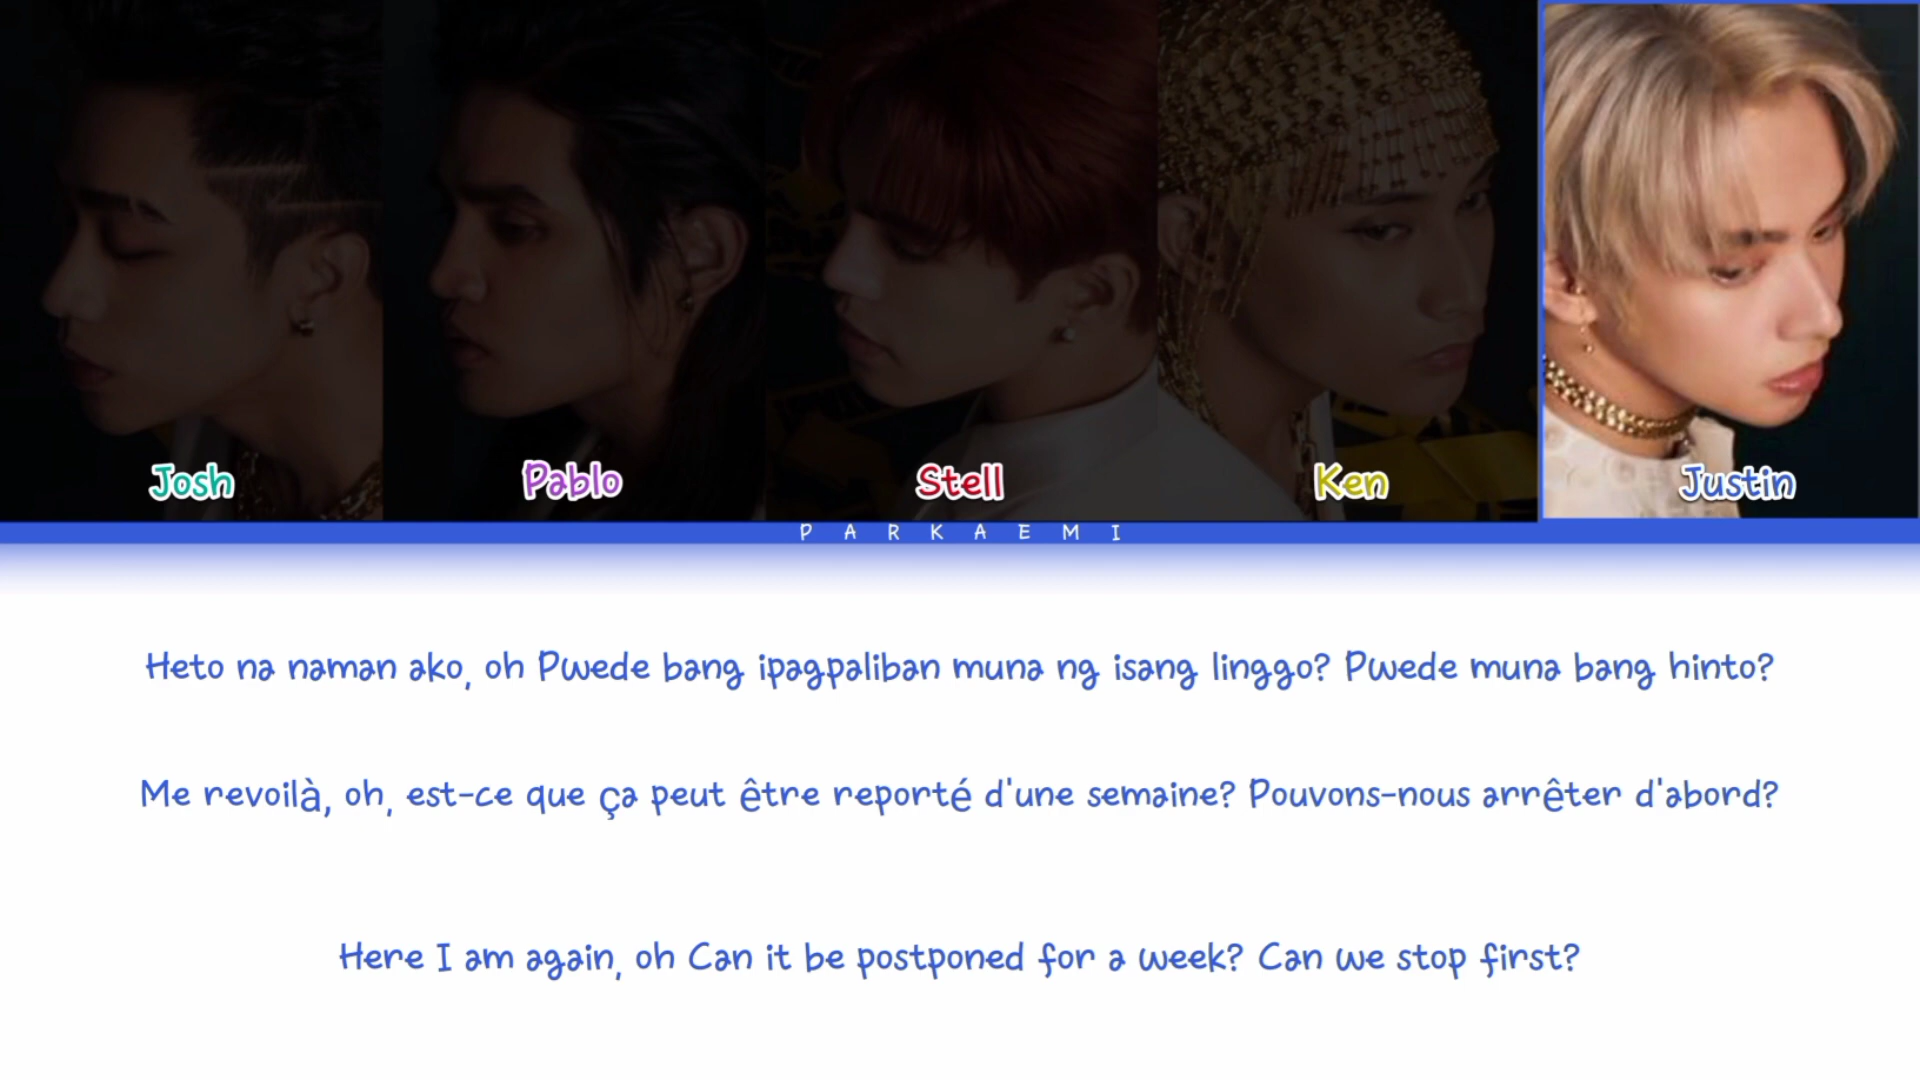 Josh
Pablo
Stell
Ken
Justin
PARKAEMI
Heto na naman ako, oh Pwede bang ipagpaliban muna ng isang linggo? Pwede muna bang hinto?
Me revoilà, oh, est-ce que ça peut être reporté d'une semaine? Pouvons-nous arrêter d'abord?
Here I am again, oh Can it be postponed for a week? Can we stop first?